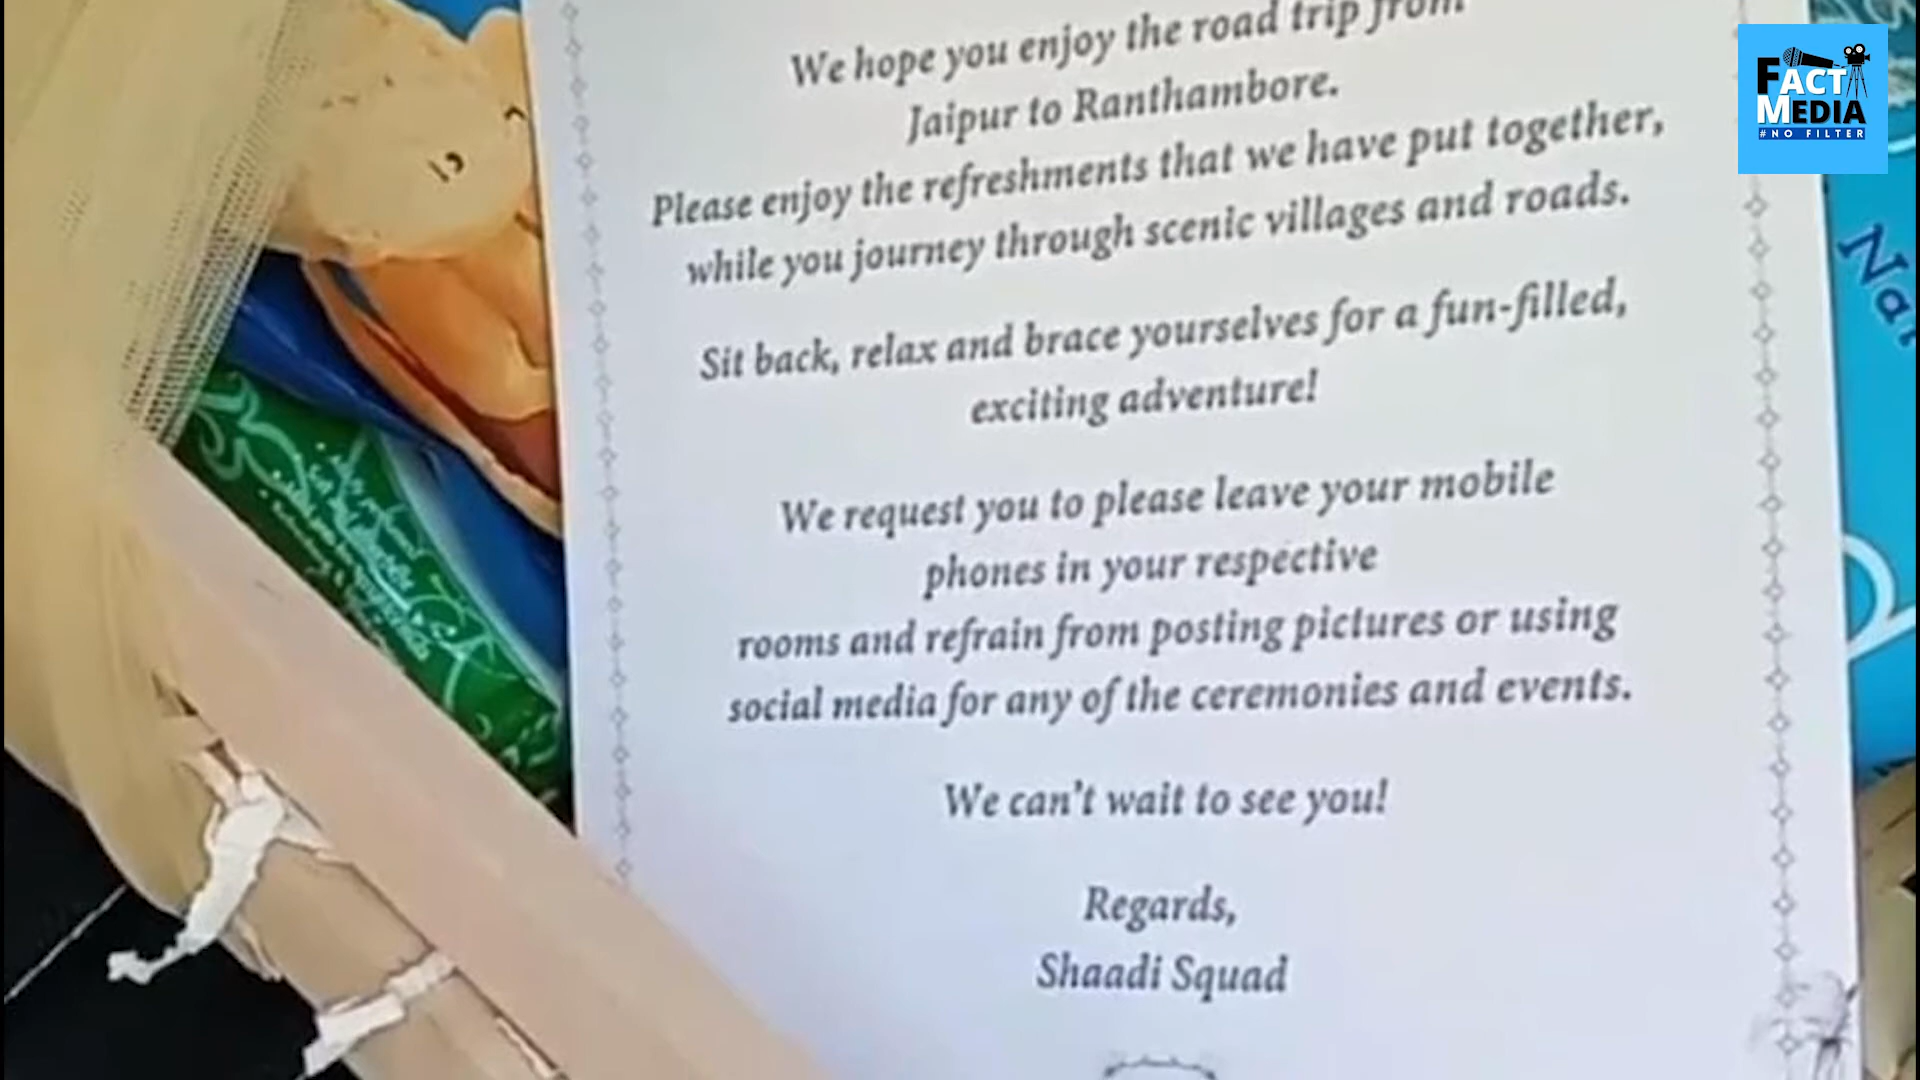 We hope you enjoy the road trip from
Jaipur to Ranthambore.
Please enjoy the refreshments that we have put together,
while you journey through scenic villages and roads.
Sit back, relax and brace yourselves for a fun-filled,
exciting adventure!
We request you to please leave your mobile
phones in your respective
rooms and refrain from posting pictures or using
social media for any of the ceremonies and events.
We can't wait to see you!
Regards,
Shaadi Squad
FACT
MEDIA
#NO FILTER